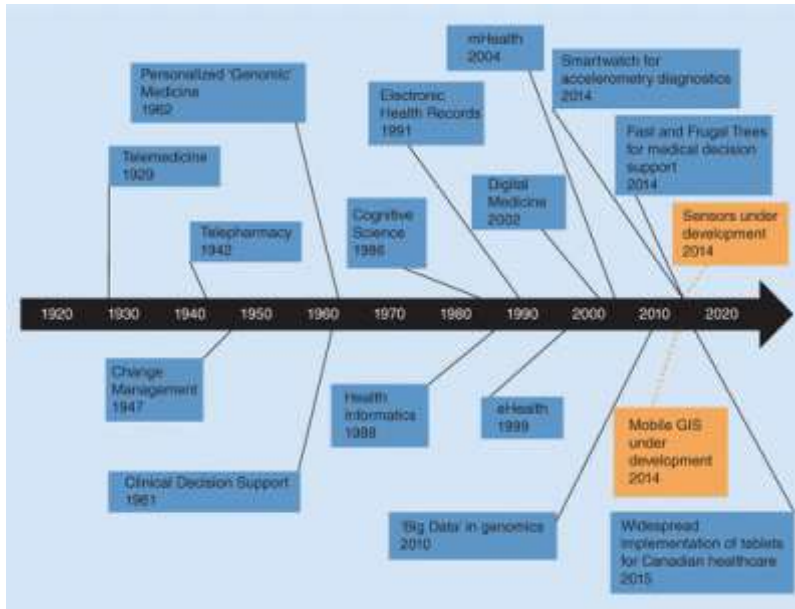 mHealth
2004
Smartwatch for
accelerometry diagnostics
2014
Personalized 'Genomic'
Medicine
1962
Electronic
Health Records
1991
Fast and Frugal Trees
for medical decision
support
2014
Telemedicine
1929
Digital
Medicine
2002
Telepharmacy
1942
Cognitive
Science
1986
Sensors under
development
2014
1920 1930 1940 1950 1960 1970 1980 1990 2000 2010 2020
Change
Management
1947
Health
Informatics
1988
eHealth
1999
Mobile GIS
under
development
2014
Clinical Decision Support
1961
'Big Data' in genomics
2010
Widespread
implementation of tablets
for Canadian healthcare
2015